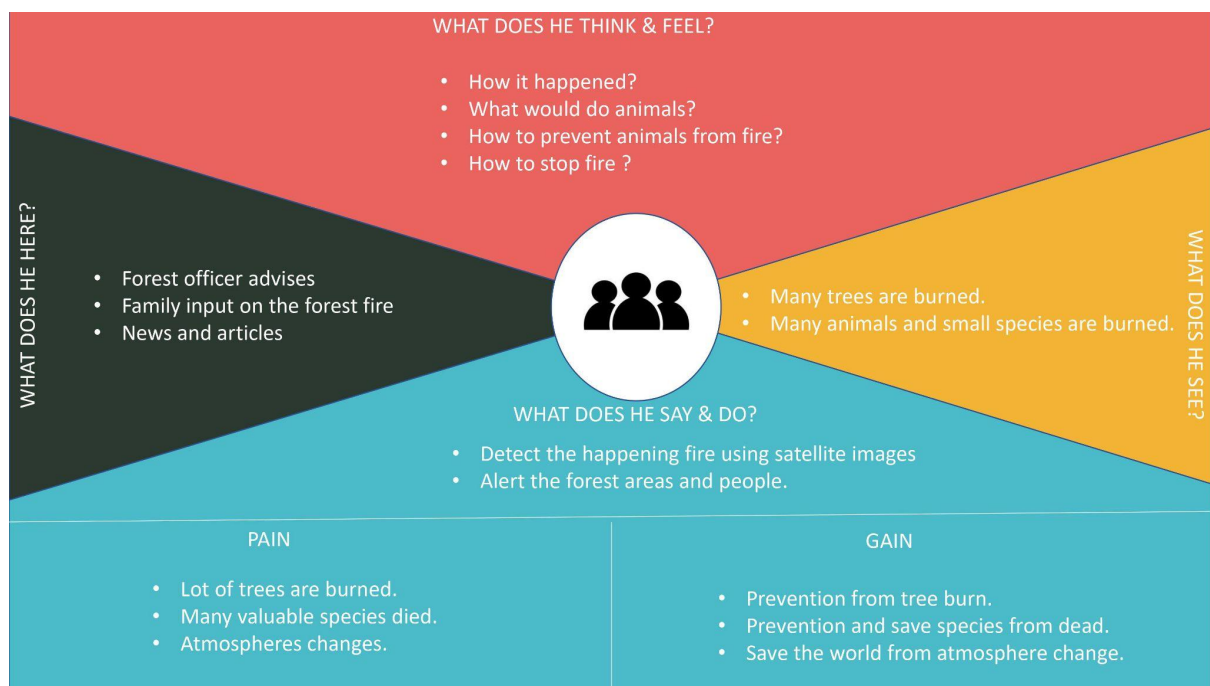 WHAT DOES HE THINK & FEEL?
• How it happened?
• What would do animals?
• How to prevent animals from fire?
• How to stop fire ?
WHAT DOES HE HERE?
• Forest officer advises
• Family input on the forest fire
• News and articles
• Many trees are burned.
• Many animals and small species are burned.
WHAT DOES HE SEE?
WHAT DOES HE SAY & DO?
• Detect the happening fire using satellite images
• Alert the forest areas and people.
PAIN
• Lot of trees are burned.
• Many valuable species died.
• Atmospheres changes.
GAIN
• Prevention from tree burn.
• Prevention and save species from dead.
• Save the world from atmosphere change.